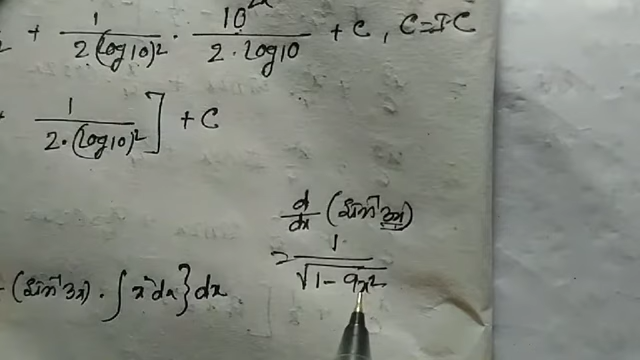 + 1/2(log10)² · 10²ˣ/2·log10 + C, C=I·C
1/2·(log10)² ] + C
d/dx (sin⁻¹3x)
= 1/√1-9x²
(sin⁻¹3x) · ∫x²dx}dx